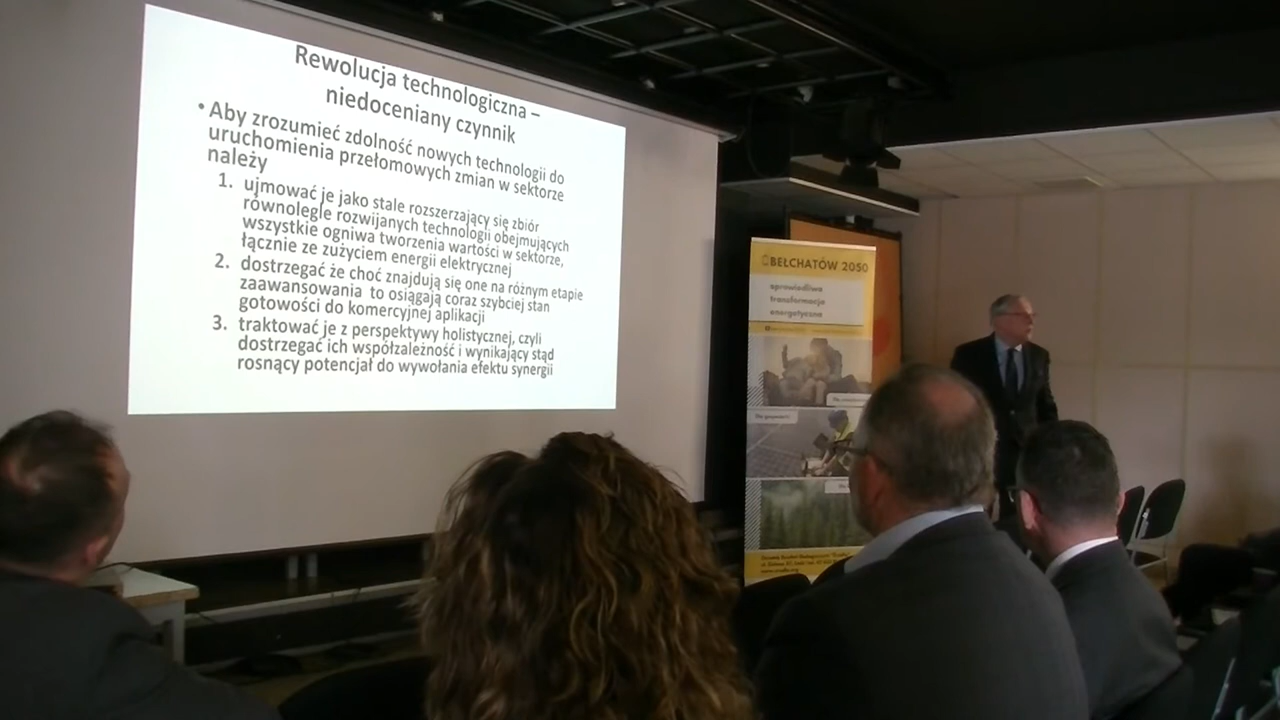 Rewolucja technologiczna –
niedoceniany czynnik
• Aby zrozumieć zdolność nowych technologii do
uruchomienia przełomowych zmian w sektorze
należy
1. ujmować je jako stale rozszerzający się zbiór
równolegle rozwijanych technologii obejmujących
wszystkie ogniwa tworzenia wartości w sektorze,
łącznie ze zużyciem energii elektrycznej
2. dostrzegać że choć znajdują się one na różnym etapie
zaawansowania to osiągają coraz szybciej stan
gotowości do komercyjnej aplikacji
3. traktować je z perspektywy holistycznej, czyli
dostrzegać ich współzależność i wynikający stąd
rosnący potencjał do wywołania efektu synergii
BEŁCHATÓW 2050
sprawiedliwa
transformacja
energetyczna